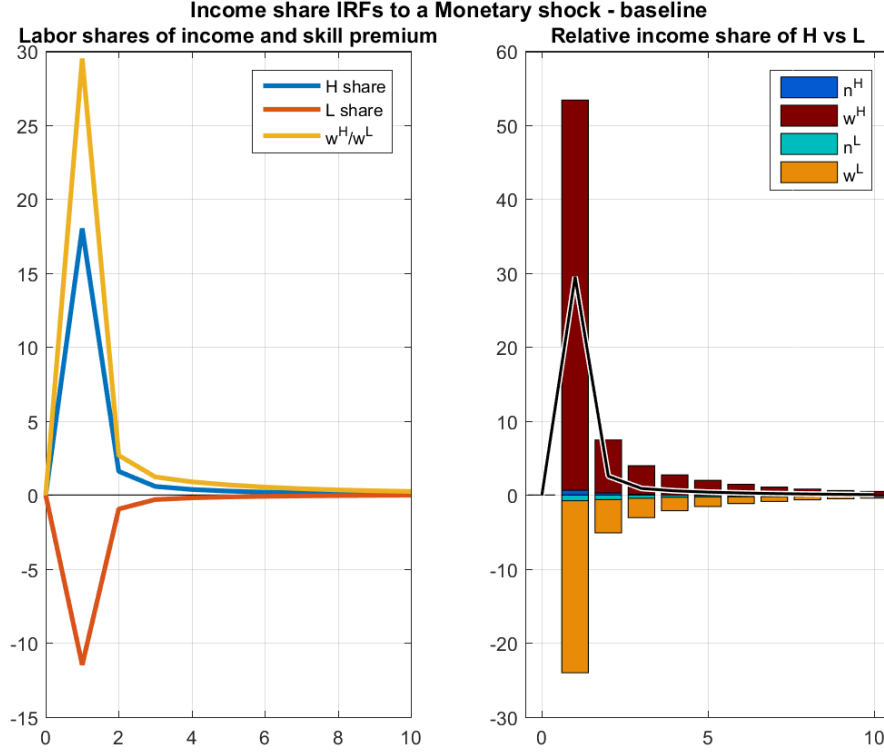 Income share IRFs to a Monetary shock - baseline
Labor shares of income and skill premium
30
25
20
15
10
5
0
-5
-10
-15
0
2
4
6
8
10
H share
L share
w^H/w^L
Relative income share of H vs L
60
50
40
30
20
10
0
-10
-20
-30
0
5
10
n^H
w^H
n^L
w^L